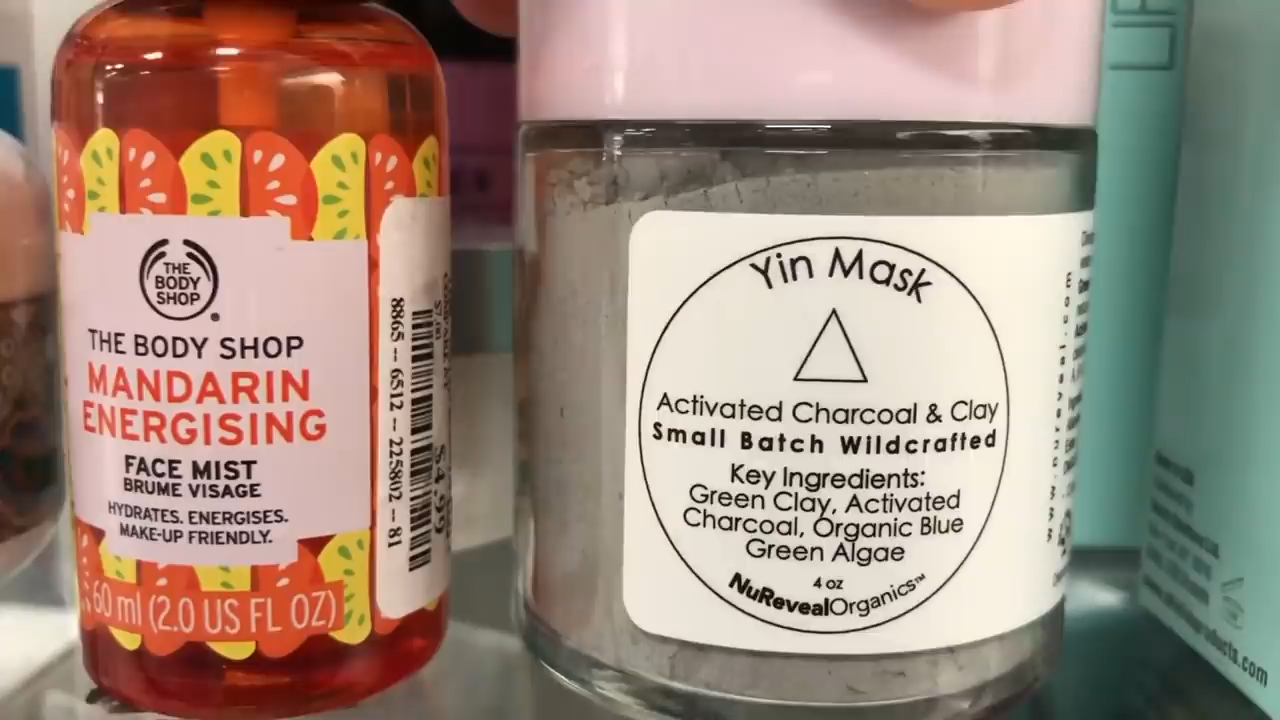 THE
BODY
SHOP
THE BODY SHOP
MANDARIN
ENERGISING
FACE MIST
BRUME VISAGE
HYDRATES. ENERGISES.
MAKE-UP FRIENDLY.
60 ml (2.0 US FL OZ)
8865 - 6512 - 225802 - 81
$4.99
Yin Mask
Activated Charcoal & Clay
Small Batch Wildcrafted
Key Ingredients:
Green Clay, Activated
Charcoal, Organic Blue
Green Algae
4 oz
NuRevealOrganics™